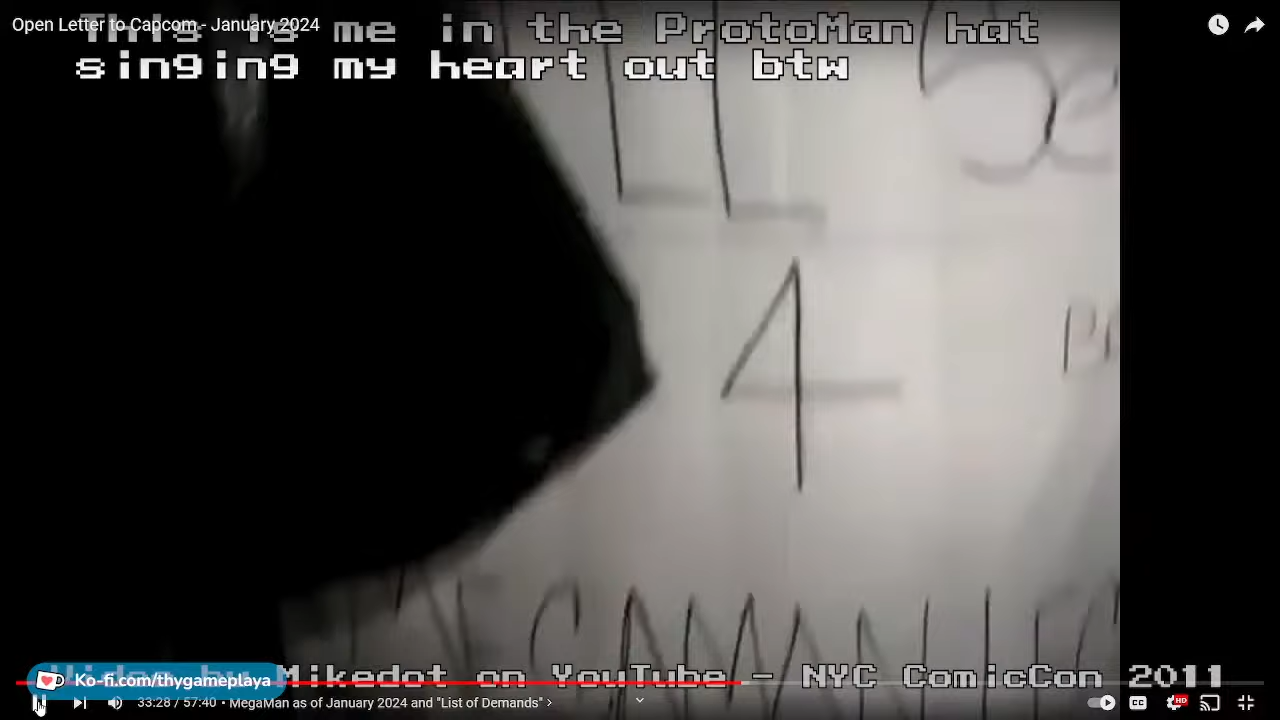 Open Letter to Capcom - January 2024
This is me in the ProtoMan hat
singing my heart out btw
4
Video by Mikedot on YouTube - NYC ComicCon 2011
Ko-fi.com/thygameplaya
33:28 / 57:40 • MegaMan as of January 2024 and "List of Demands" >
CC
HD